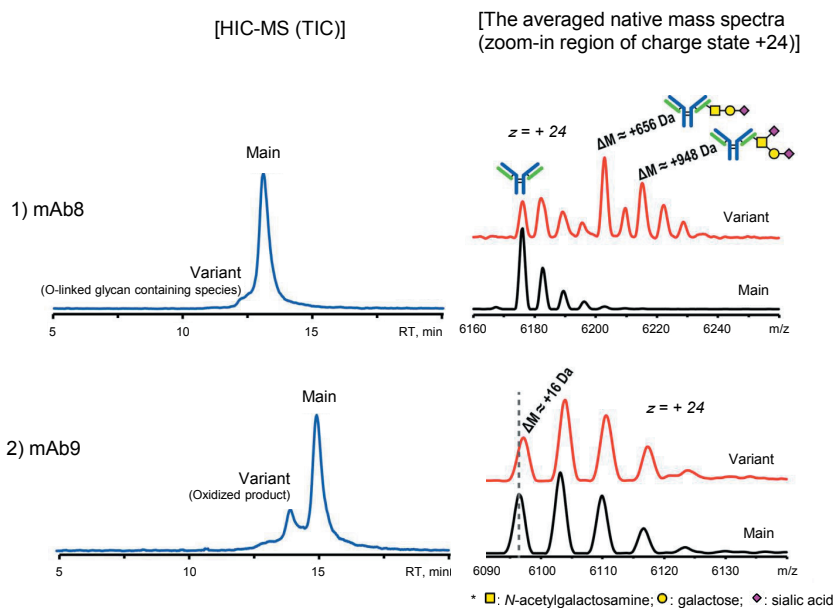 [HIC-MS (TIC)]
[The averaged native mass spectra
(zoom-in region of charge state +24)]
1) mAb8
Main
Variant
(O-linked glycan containing species)
5
10
15
RT, min
z = + 24
ΔM ≈ +656 Da
ΔM ≈ +948 Da
Variant
Main
6160
6180
6200
6220
6240
m/z
2) mAb9
Main
Variant
(Oxidized product)
5
10
15
RT, min
ΔM ≈ +16 Da
z = + 24
Variant
Main
6090
6100
6110
6120
6130
m/z
* : N-acetylgalactosamine; : galactose; : sialic acid